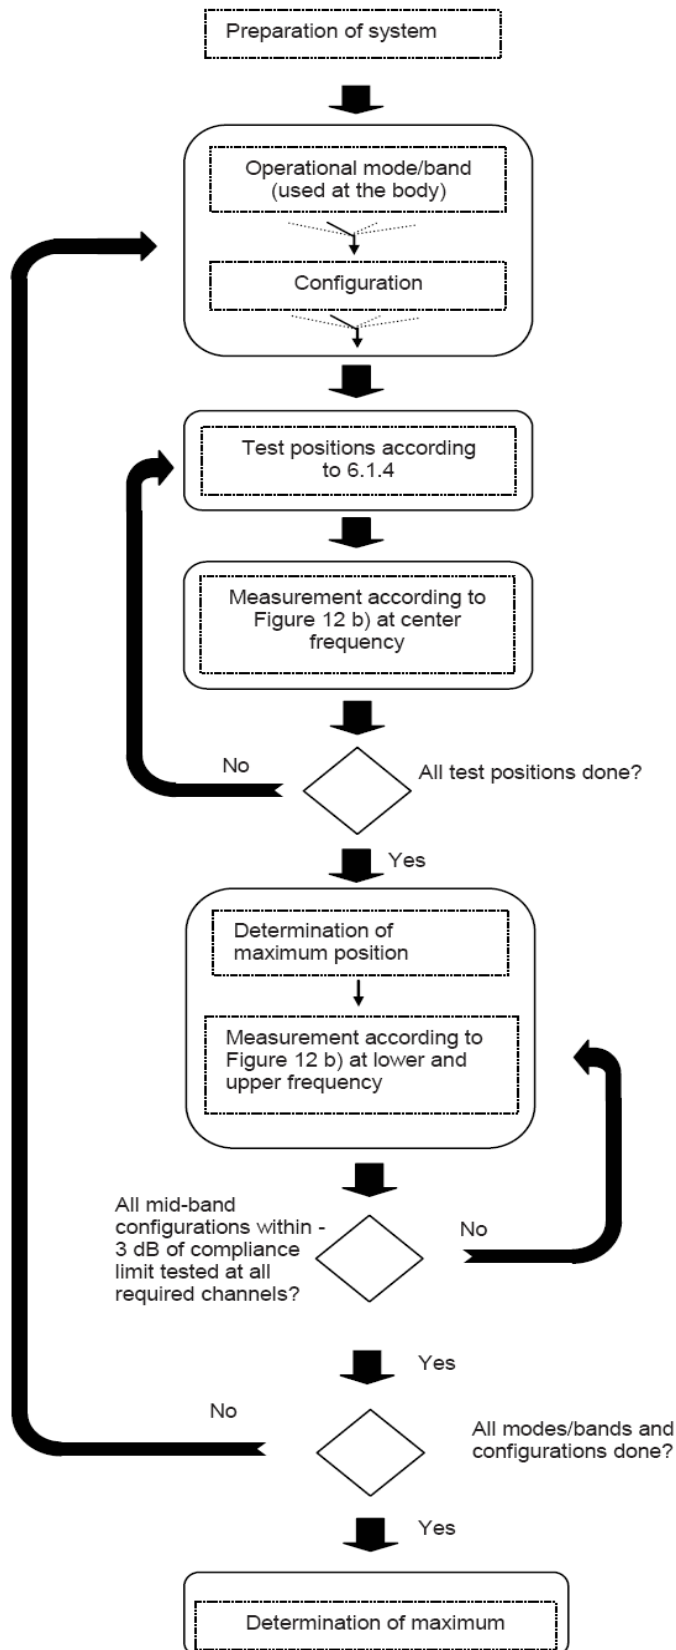 Preparation of system
Operational mode/band
(used at the body)
Configuration
Test positions according
to 6.1.4
Measurement according to
Figure 12 b) at center
frequency
No
All test positions done?
Yes
Determination of
maximum position
Measurement according to
Figure 12 b) at lower and
upper frequency
All mid-band
configurations within -
3 dB of compliance
limit tested at all
required channels?
No
Yes
No
All modes/bands and
configurations done?
Yes
Determination of maximum